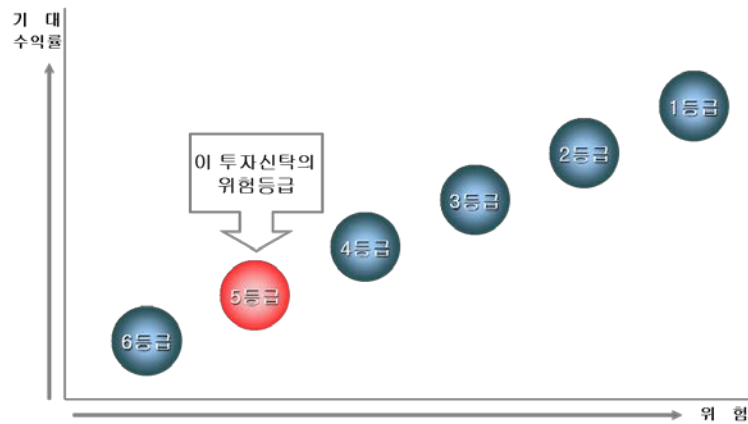 기 대
수익률
1등급
2등급
이 투자신탁의
위험등급
3등급
4등급
5등급
6등급
위 험